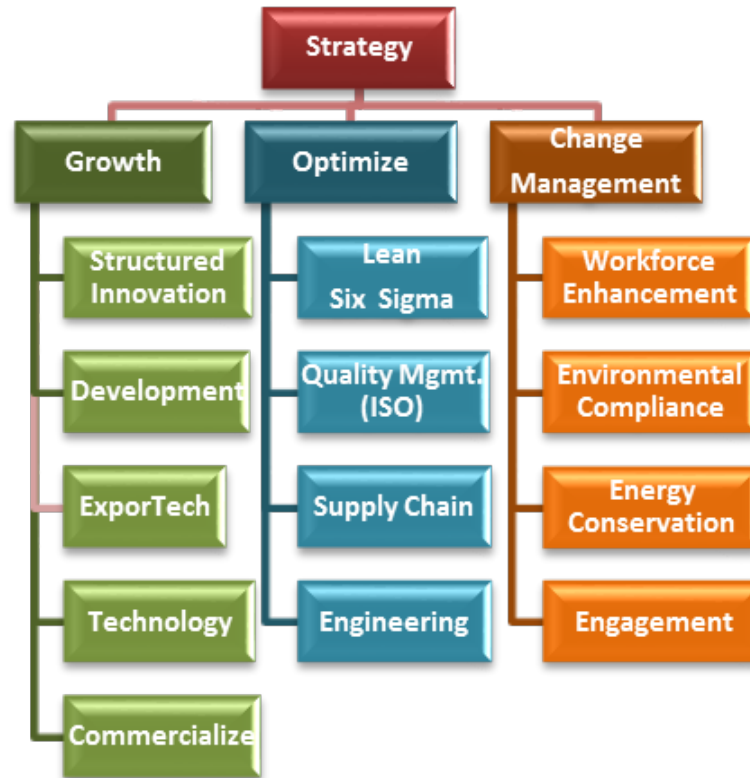 Strategy
Growth
Structured
Innovation
Development
ExporTech
Technology
Commercialize
Optimize
Lean
Six Sigma
Quality Mgmt.
(ISO)
Supply Chain
Engineering
Change
Management
Workforce
Enhancement
Environmental
Compliance
Energy
Conservation
Engagement